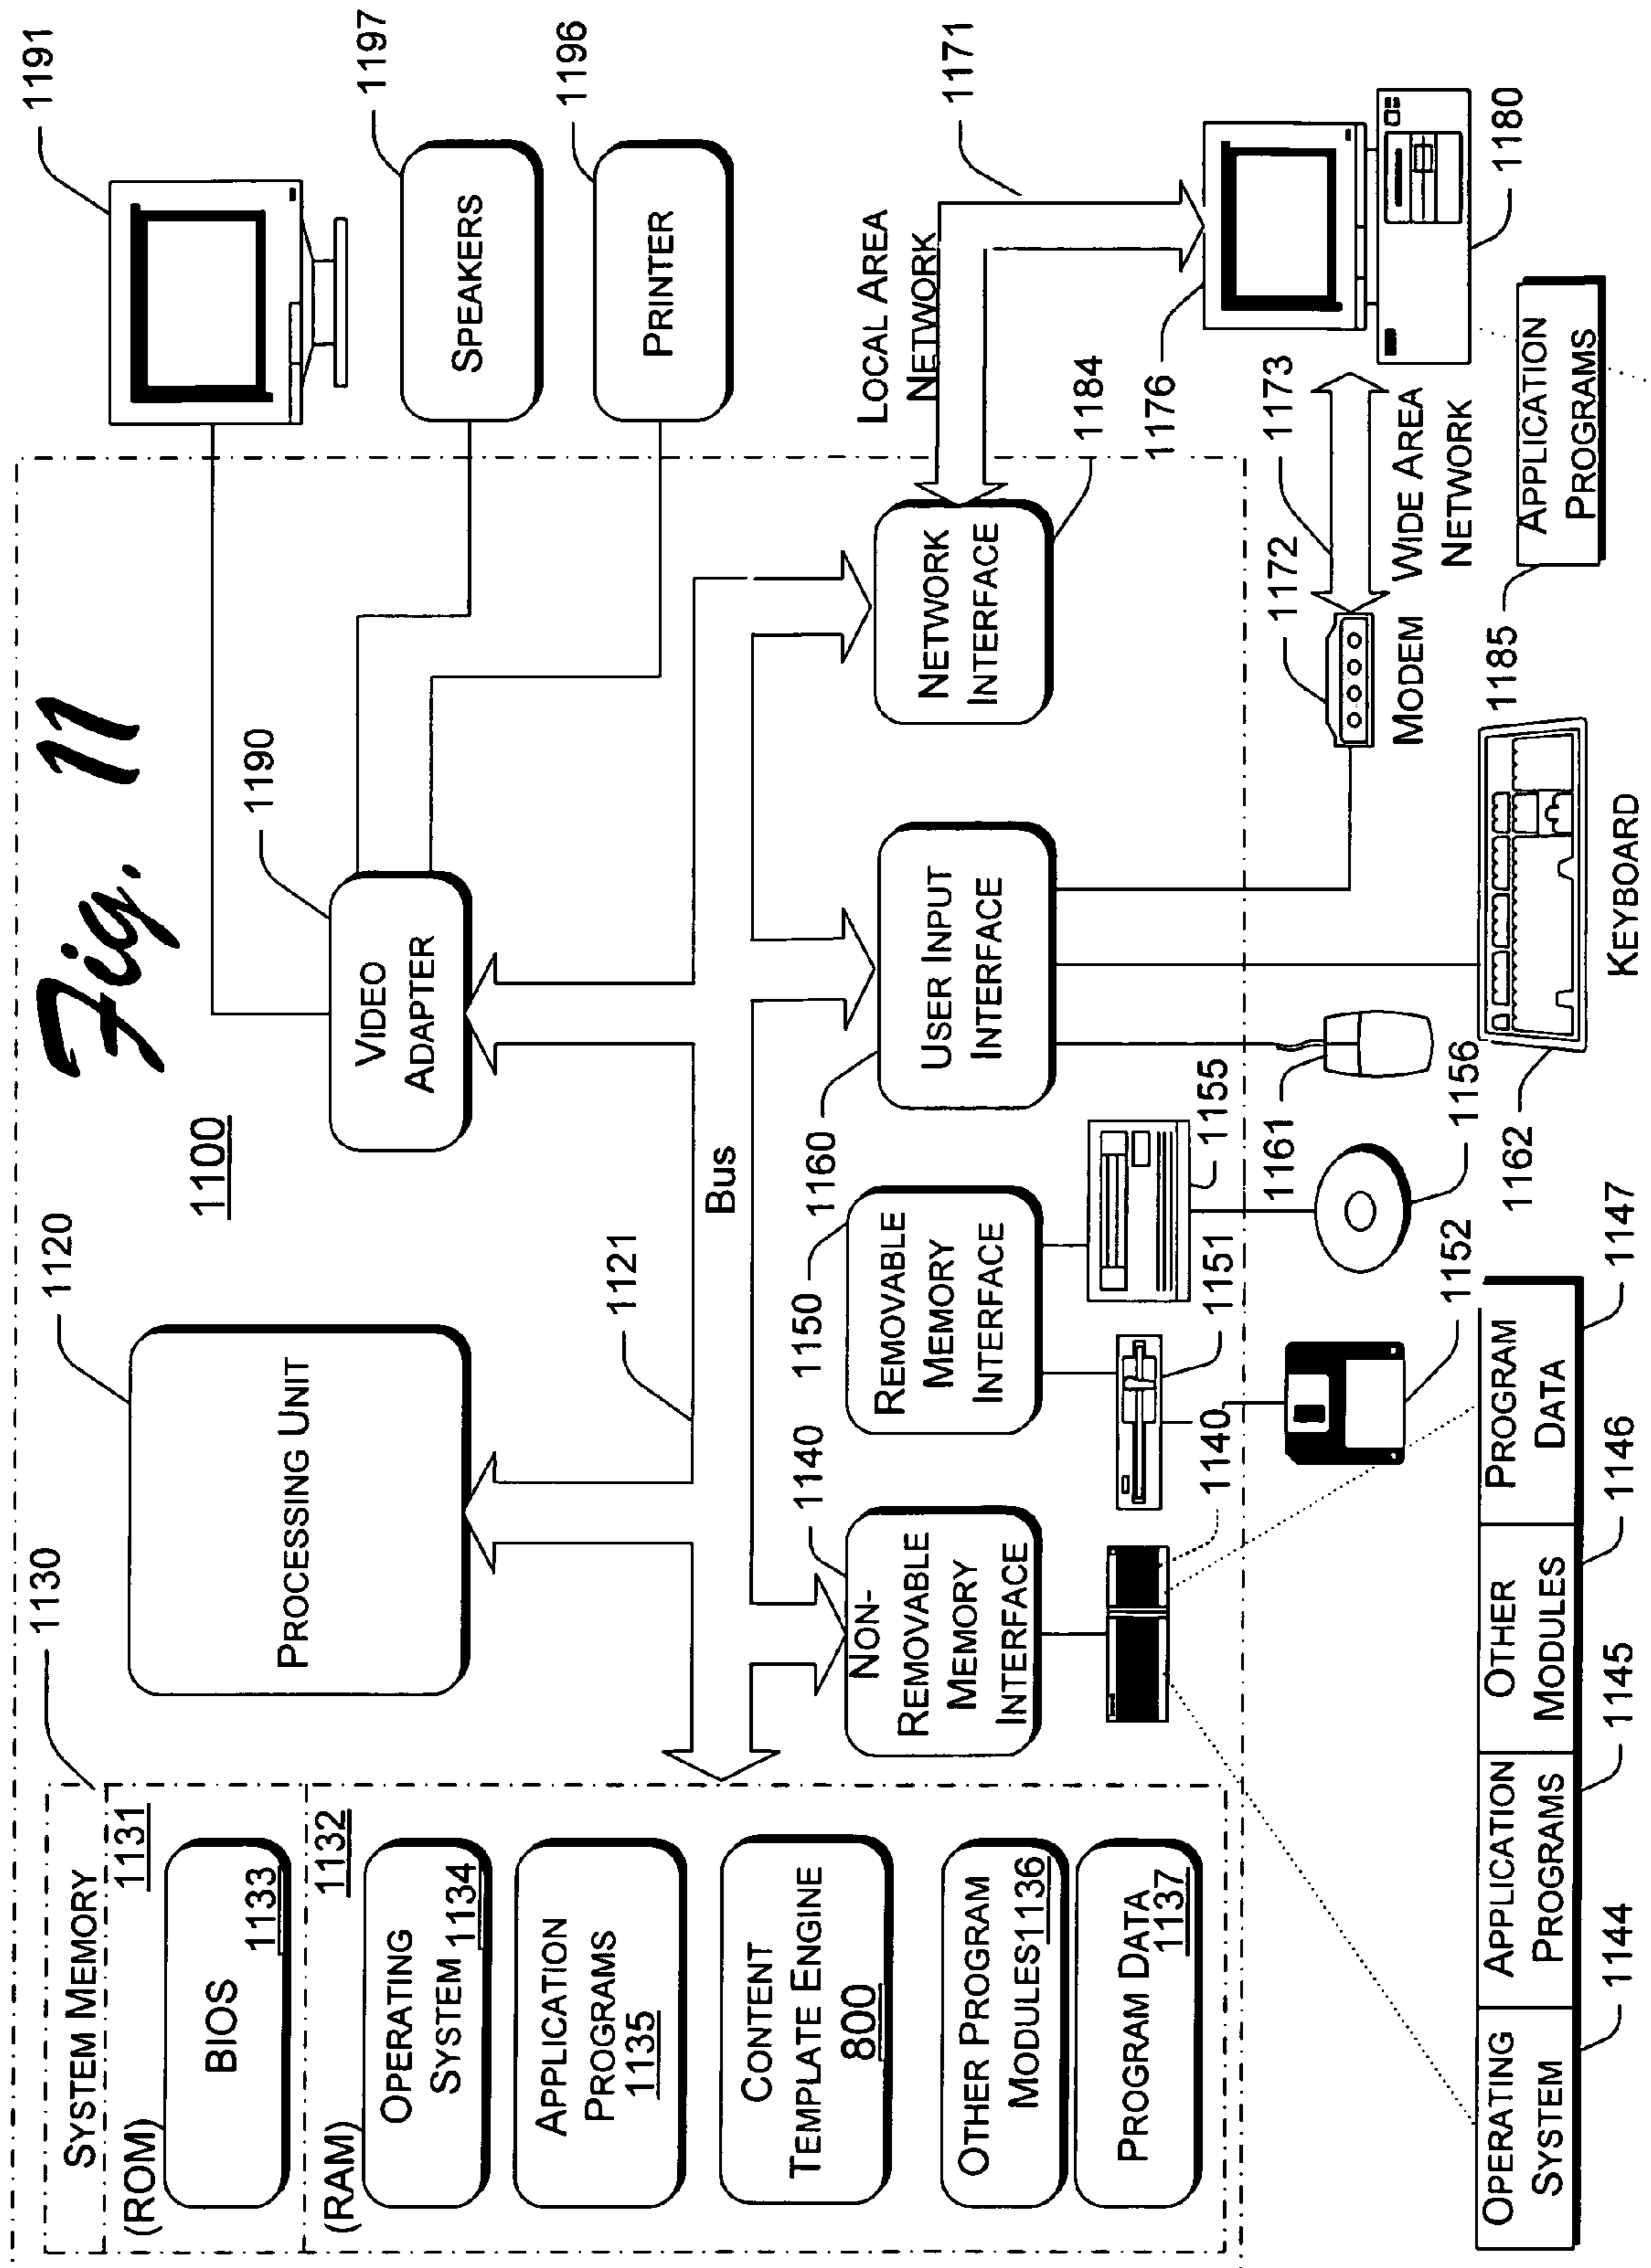 Fig. 11
1100
SYSTEM MEMORY
1130
(ROM) 1131
BIOS
1133
(RAM) 1132
OPERATING
SYSTEM 1134
APPLICATION
PROGRAMS
1135
CONTENT
TEMPLATE ENGINE
800
OTHER PROGRAM
MODULES 1136
PROGRAM DATA
1137
1120
PROCESSING UNIT
1121
BUS
1190
VIDEO
ADAPTER
1191
1197
SPEAKERS
1196
PRINTER
1140
NON-
REMOVABLE
MEMORY
INTERFACE
1150
REMOVABLE
MEMORY
INTERFACE
1160
USER INPUT
INTERFACE
NETWORK
INTERFACE
1184
LOCAL AREA
NETWORK
1171
1176
1140
1151
1155
1152
1156
1161
1162
KEYBOARD
1172
MODEM
1173
WIDE AREA
NETWORK
1180
1185
APPLICATION
PROGRAMS
OPERATING
SYSTEM
APPLICATION
PROGRAMS
OTHER
MODULES
PROGRAM
DATA
1144
1145
1146
1147